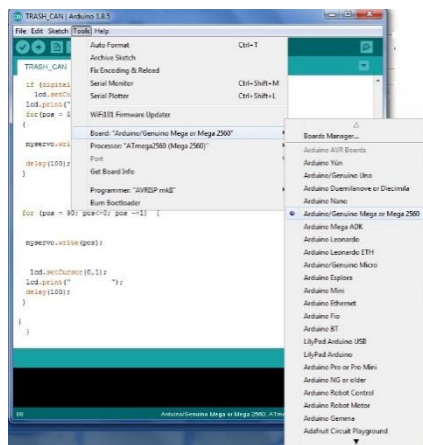 TRASH_CAN | Arduino 1.8.5
File Edit Sketch Tools Help
TRASH_CAN
Auto Format Ctrl+T
Archive Sketch
Fix Encoding & Reload
Serial Monitor Ctrl+Shift+M
Serial Plotter Ctrl+Shift+L
WiFi101 Firmware Updater
Board: "Arduino/Genuino Mega or Mega 2560"
Processor: "ATmega2560 (Mega 2560)"
Port
Get Board Info
Programmer: "AVRISP mkII"
Burn Bootloader
if (digital
lcd.setCu
lcd.print("
for(pos = 
{
myservo.wri
delay(100);
}
for (pos = 90; pos<=0; pos -=1) {
myservo.write(pos);
lcd.setCursor(0,1);
lcd.print(" ");
delay(100);
}
}
}
Arduino/Genuino Mega or Mega 2560, ATme
Boards Manager...
Arduino AVR Boards
Arduino Yún
Arduino/Genuino Uno
Arduino Duemilanove or Diecimila
Arduino Nano
Arduino/Genuino Mega or Mega 2560
Arduino Mega ADK
Arduino Leonardo
Arduino Leonardo ETH
Arduino/Genuino Micro
Arduino Esplora
Arduino Mini
Arduino Ethernet
Arduino Fio
Arduino BT
LilyPad Arduino USB
LilyPad Arduino
Arduino Pro or Pro Mini
Arduino NG or older
Arduino Robot Control
Arduino Robot Motor
Arduino Gemma
Adafruit Circuit Playground